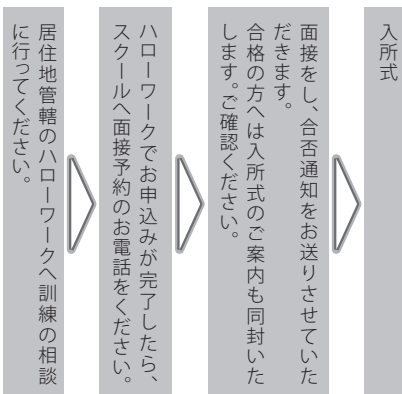 居住地管轄のハローワークへ訓練の相談
に行ってください。
ハローワークでお申込みが完了したら、
スクールへ面接予約のお電話をください。
面接をし、合否通知をお送りさせていた
だきます。
合格の方へは入所式のご案内も同封いた
します。ご確認ください。
入所式